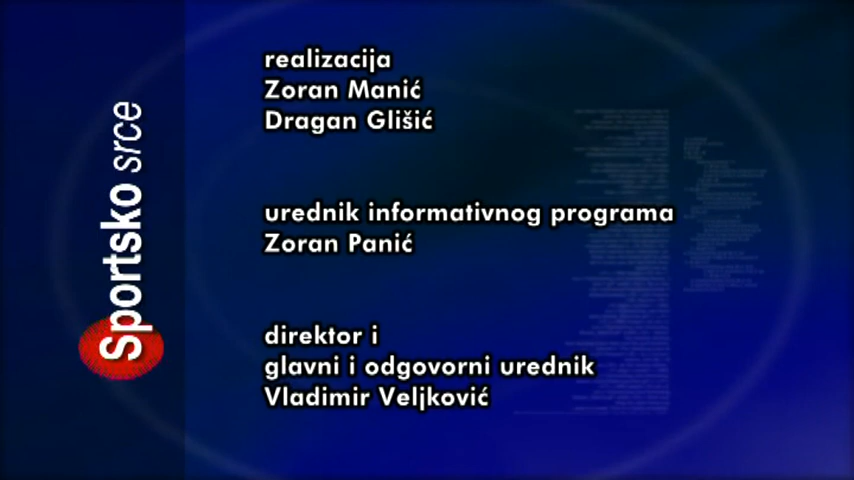 Sportsko srce
realizacija
Zoran Manić
Dragan Glišić
urednik informativnog programa
Zoran Panić
direktor i
glavni i odgovorni urednik
Vladimir Veljković